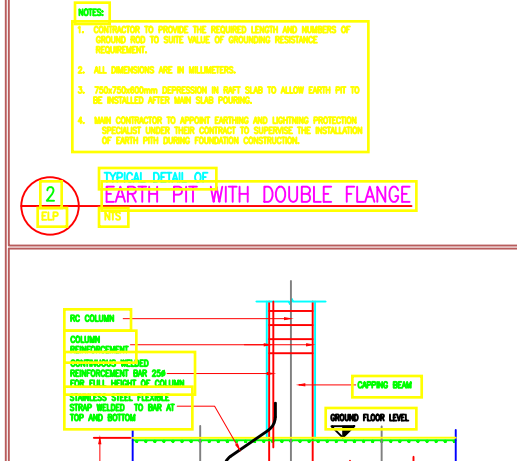 NOTES:
1. CONTRACTOR TO PROVIDE THE REQUIRED LENGTH AND NUMBERS OF
GROUND ROD TO SUITE VALUE OF GROUNDING RESISTANCE
REQUIREMENT.
2. ALL DIMENSIONS ARE IN MILLIMETERS.
3. 750x750x600mm DEPRESSION IN RAFT SLAB TO ALLOW EARTH PIT TO
BE INSTALLED AFTER MAIN SLAB POURING.
4. MAIN CONTRACTOR TO APPOINT EARTHING AND LIGHTNING PROTECTION
SPECIALIST UNDER THEIR CONTRACT TO SUPERVISE THE INSTALLATION
OF EARTH PITH DURING FOUNDATION CONSTRUCTION.
TYPICAL DETAIL OF
2 EARTH PIT WITH DOUBLE FLANGE
ELP NTS
RC COLUMN
COLUMN
REINFORCEMENT
CONTINUOUS WELDED
REINFORCEMENT BAR 25ø
FOR FULL HEIGHT OF COLUMN
CAPPING BEAM
STAINLESS STEEL FLEXIBLE
STRAP WELDED TO BAR AT
TOP AND BOTTOM
GROUND FLOOR LEVEL